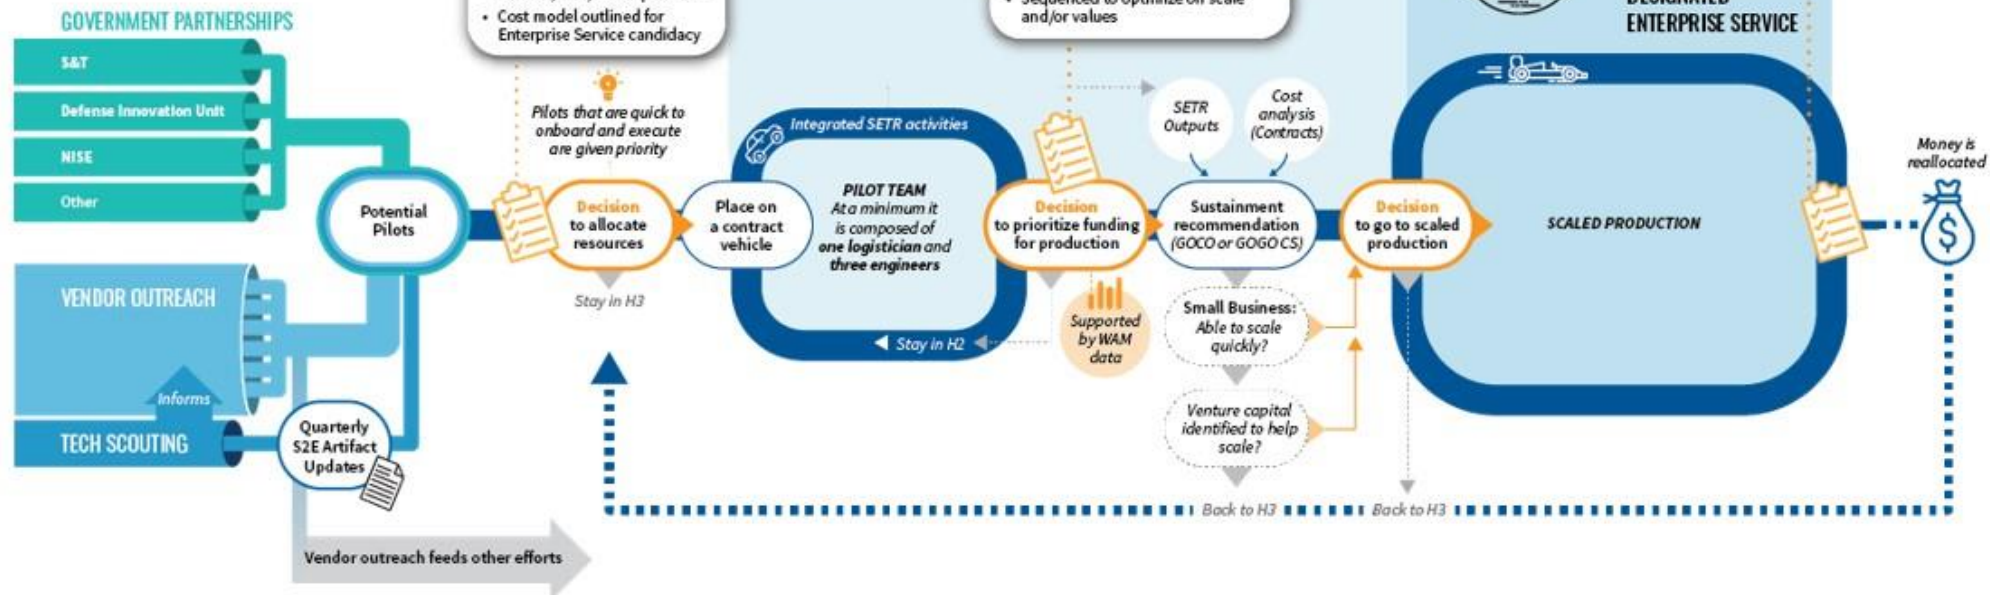 GOVERNMENT PARTNERSHIPS
S&T
Defense Innovation Unit
NISE
Other
VENDOR OUTREACH
Informs
TECH SCOUTING
Quarterly
S2E Artifact
Updates
Vendor outreach feeds other efforts
Potential
Pilots
• Cost model outlined for
Enterprise Service candidacy
Pilots that are quick to
onboard and execute
are given priority
Decision
to allocate
resources
Stay in H3
Place on
a contract
vehicle
Integrated SETR activities
PILOT TEAM
At a minimum it
is composed of
one logistician and
three engineers
Stay in H2
Sequenced to optimize on scale
and/or values
Decision
to prioritize funding
for production
Supported
by WAM
data
SETR
Outputs
Cost
analysis
(Contracts)
Sustainment
recommendation
(GOCO or GOGO CS)
Small Business:
Able to scale
quickly?
Venture capital
identified to help
scale?
Back to H3
Decision
to go to scaled
production
Back to H3
DESIGNATED
ENTERPRISE SERVICE
SCALED PRODUCTION
Money is
reallocated
$